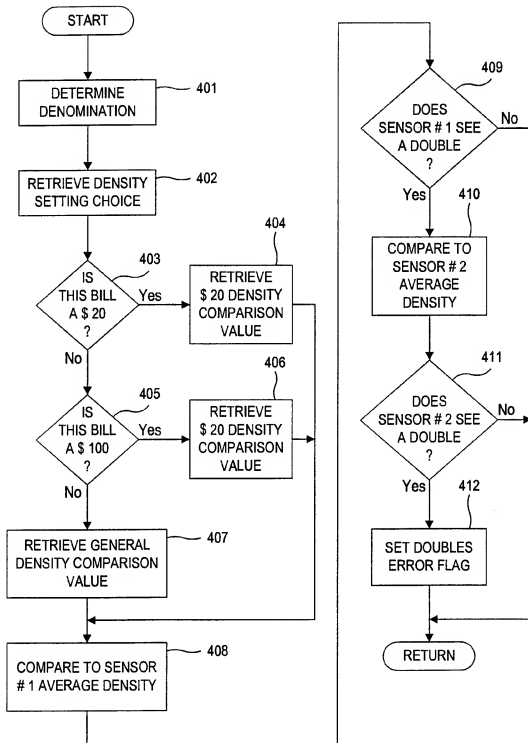 START
401
DETERMINE
DENOMINATION
402
RETRIEVE DENSITY
SETTING CHOICE
403
IS
THIS BILL
A $ 20
?
Yes
No
404
RETRIEVE
$ 20 DENSITY
COMPARISON
VALUE
405
IS
THIS BILL
A $ 100
?
Yes
No
406
RETRIEVE
$ 20 DENSITY
COMPARISON
VALUE
407
RETRIEVE GENERAL
DENSITY COMPARISON
VALUE
408
COMPARE TO SENSOR
# 1 AVERAGE DENSITY
409
DOES
SENSOR # 1 SEE
A DOUBLE
?
No
Yes
410
COMPARE TO
SENSOR # 2
AVERAGE
DENSITY
411
DOES
SENSOR # 2 SEE
A DOUBLE
?
No
Yes
412
SET DOUBLES
ERROR FLAG
RETURN